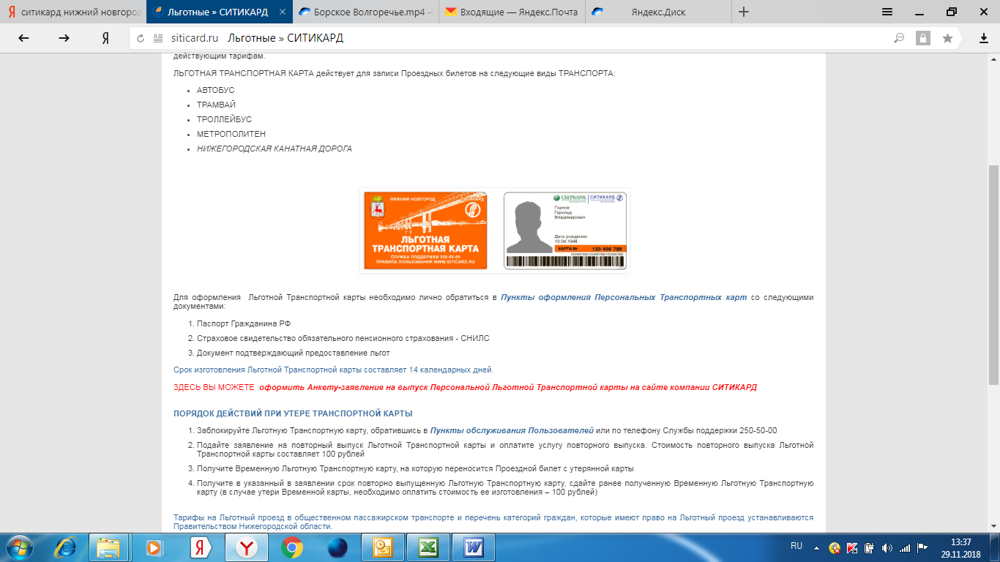 ситикард нижний новгород
Льготные » СИТИКАРД
Борское Волгоречье.mp4 —
Входящие — Яндекс.Почта
Яндекс.Диск
siticard.ru Льготные » СИТИКАРД
действующим тарифам.
ЛЬГОТНАЯ ТРАНСПОРТНАЯ КАРТА действует для записи Проездных билетов на следующие виды ТРАНСПОРТА:
АВТОБУС
ТРАМВАЙ
ТРОЛЛЕЙБУС
МЕТРОПОЛИТЕН
НИЖЕГОРОДСКАЯ КАНАТНАЯ ДОРОГА
НИЖНИЙ НОВГОРОД СИТИКАРД
ЛЬГОТНАЯ
ТРАНСПОРТНАЯ КАРТА
СЛУЖБА ПОДДЕРЖКИ 250-50-00
ПРАВИЛА ПОЛЬЗОВАНИЯ WWW.SITICARD.RU
СБЕРБАНК СИТИКАРД
Горнов
Гарольд
Владимирович
Дата рождения:
10.04.1948
КАРТА № 123 456 789
Для оформления Льготной Транспортной карты необходимо лично обратиться в Пункты оформления Персональных Транспортных карт со следующими
документами:
1. Паспорт Гражданина РФ
2. Страховое свидетельство обязательного пенсионного страхования - СНИЛС
3. Документ подтверждающий предоставление льгот
Срок изготовления Льготной Транспортной карты составляет 14 календарных дней.
ЗДЕСЬ ВЫ МОЖЕТЕ оформить Анкету-заявление на выпуск Персональной Льготной Транспортной карты на сайте компании СИТИКАРД
ПОРЯДОК ДЕЙСТВИЙ ПРИ УТЕРЕ ТРАНСПОРТНОЙ КАРТЫ
1. Заблокируйте Льготную Транспортную карту, обратившись в Пункты обслуживания Пользователей или по телефону Службы поддержки 250-50-00
2. Подайте заявление на повторный выпуск Льготной Транспортной карты и оплатите услугу повторного выпуска. Стоимость повторного выпуска Льготной
Транспортной карты составляет 100 рублей
3. Получите Временную Льготную Транспортную карту, на которую переносится Проездной билет с утерянной карты
4. Получите в указанный в заявлении срок повторно выпущенную Льготную Транспортную карту, сдайте ранее полученную Временную Льготную Транспортную
карту (в случае утери Временной карты, необходимо оплатить стоимость ее изготовления – 100 рублей)
Тарифы на Льготный проезд в общественном пассажирском транспорте и перечень категорий граждан, которые имеют право на Льготный проезд устанавливаются
Правительством Нижегородской области.
RU
13:37
29.11.2018